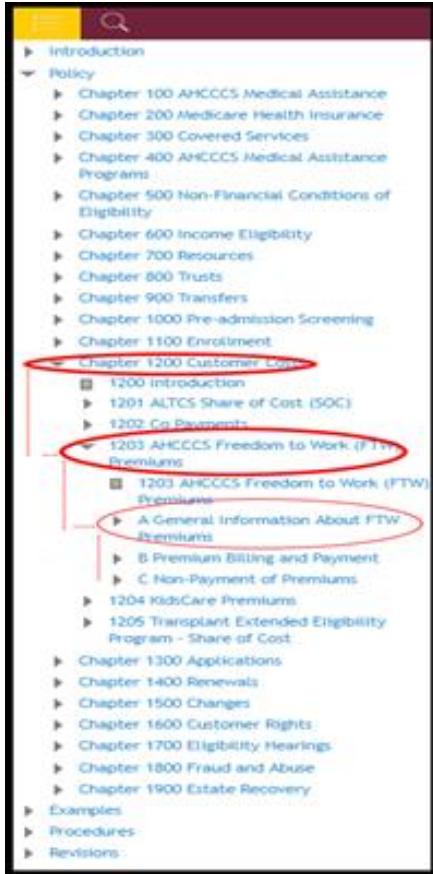 Introduction
Policy
Chapter 100 AHCCCS Medical Assistance
Chapter 200 Medicare Health Insurance
Chapter 300 Covered Services
Chapter 400 AHCCCS Medical Assistance
Programs
Chapter 500 Non-Financial Conditions of
Eligibility
Chapter 600 Income Eligibility
Chapter 700 Resources
Chapter 800 Trusts
Chapter 900 Transfers
Chapter 1000 Pre-admission Screening
Chapter 1100 Enrollment
Chapter 1200 Customer Costs
1200 Introduction
1201 ALTCS Share of Cost (SOC)
1202 Co Payments
1203 AHCCCS Freedom to Work (FTW)
Premiums
1203 AHCCCS Freedom to Work (FTW)
Premiums
A General Information About FTW
Premiums
B Premium Billing and Payment
C Non-Payment of Premiums
1204 KidsCare Premiums
1205 Transplant Extended Eligibility
Program - Share of Cost
Chapter 1300 Applications
Chapter 1400 Renewals
Chapter 1500 Changes
Chapter 1600 Customer Rights
Chapter 1700 Eligibility Hearings
Chapter 1800 Fraud and Abuse
Chapter 1900 Estate Recovery
Examples
Procedures
Revisions